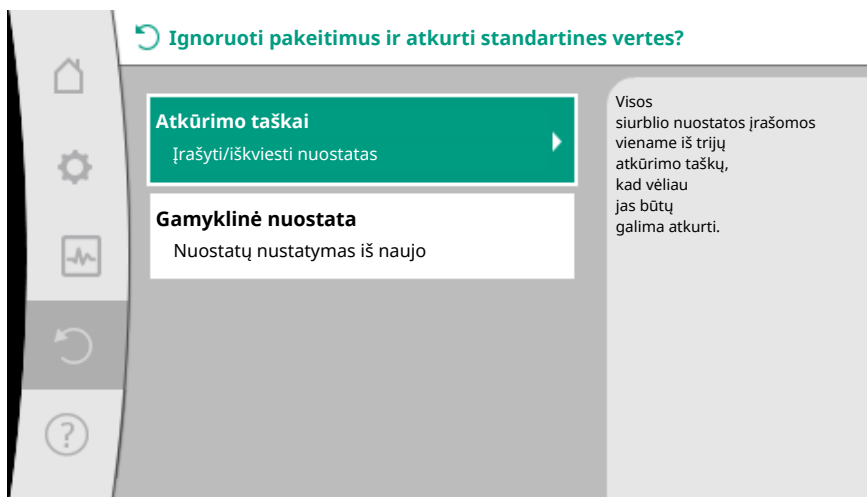 Ignoruoti pakeitimus ir atkurti standartines vertes?
Atkūrimo taškai
Įrašyti/iškviesti nuostatas
Gamyklinė nuostata
Nuostatų nustatymas iš naujo
Visos
siurblio nuostatos įrašomos
viename iš trijų
atkūrimo taškų,
kad vėliau
jas būtų
galima atkurti.
?